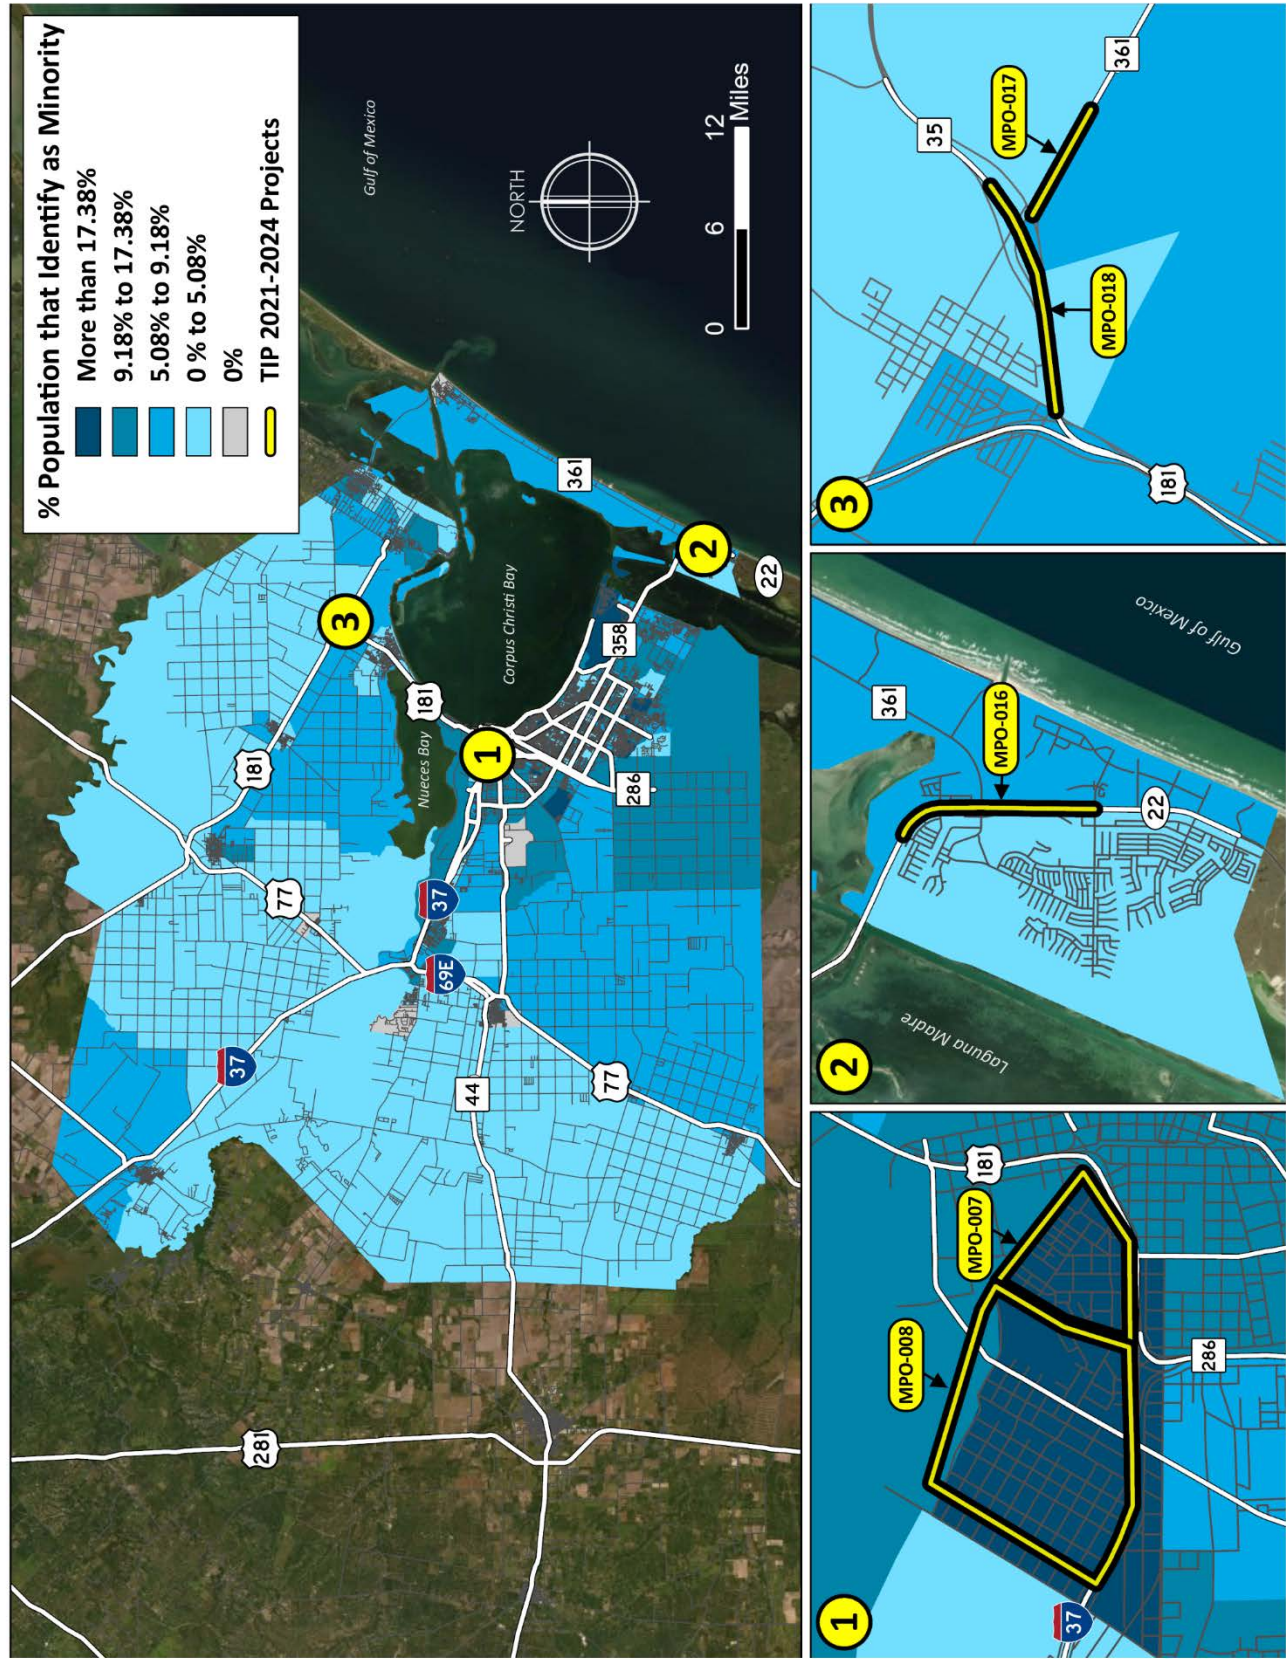 % Population that Identify as Minority
More than 17.38%
9.18% to 17.38%
5.08% to 9.18%
0 % to 5.08%
0%
TIP 2021-2024 Projects
Gulf of Mexico
NORTH
0 6 12 Miles
281
37
77
181
44
69E
37
77
Nueces Bay
181
3
Corpus Christi Bay
1
286
358
361
2
22
1
MPO-008
MPO-007
181
37
286
2
Laguna Madre
361
MPO-016
22
Gulf of Mexico
3
35
MPO-017
361
MPO-018
181